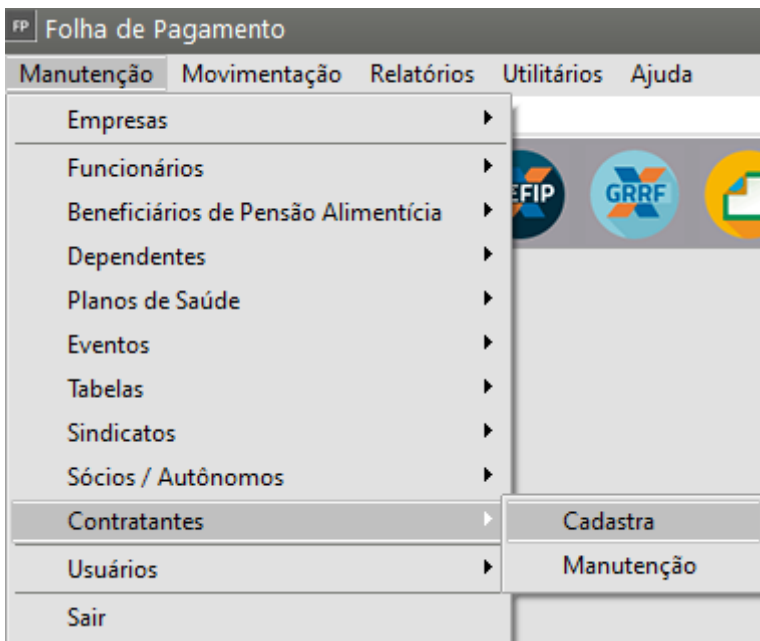 FP Folha de Pagamento
Manutenção Movimentação Relatórios Utilitários Ajuda
Empresas
Funcionários
EFIP GRRF
Beneficiários de Pensão Alimentícia
Dependentes
Planos de Saúde
Eventos
Tabelas
Sindicatos
Sócios / Autônomos
Contratantes Cadastra
Usuários Manutenção
Sair